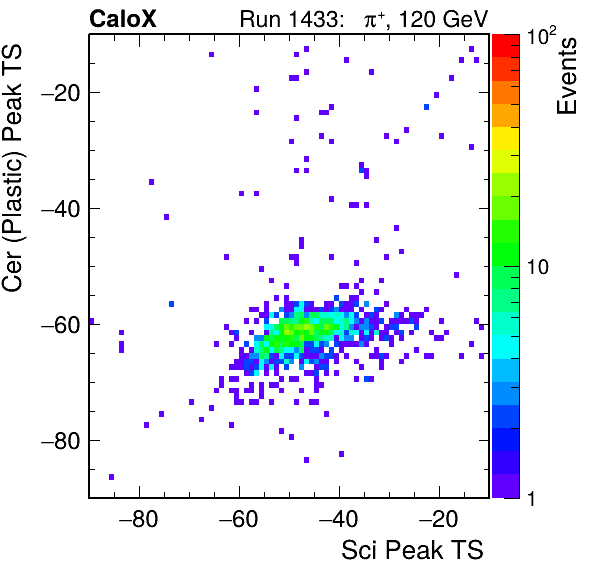 CaloX Run 1433: π⁺, 120 GeV
Cer (Plastic) Peak TS
Events
10²
10
1
−20
−40
−60
−80
−80 −60 −40 −20
Sci Peak TS